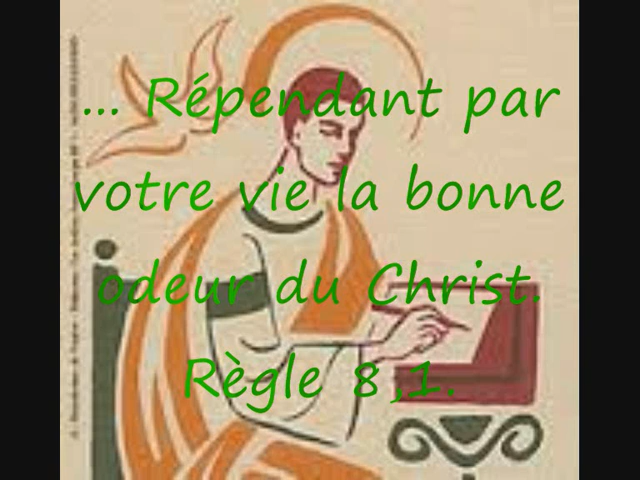 ... Répendant par
votre vie la bonne
odeur du Christ.
Règle 8,1.